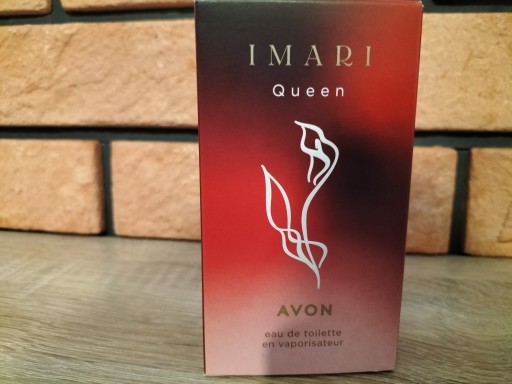 IMARI
Queen
AVON
eau de toilette
en vaporisateur